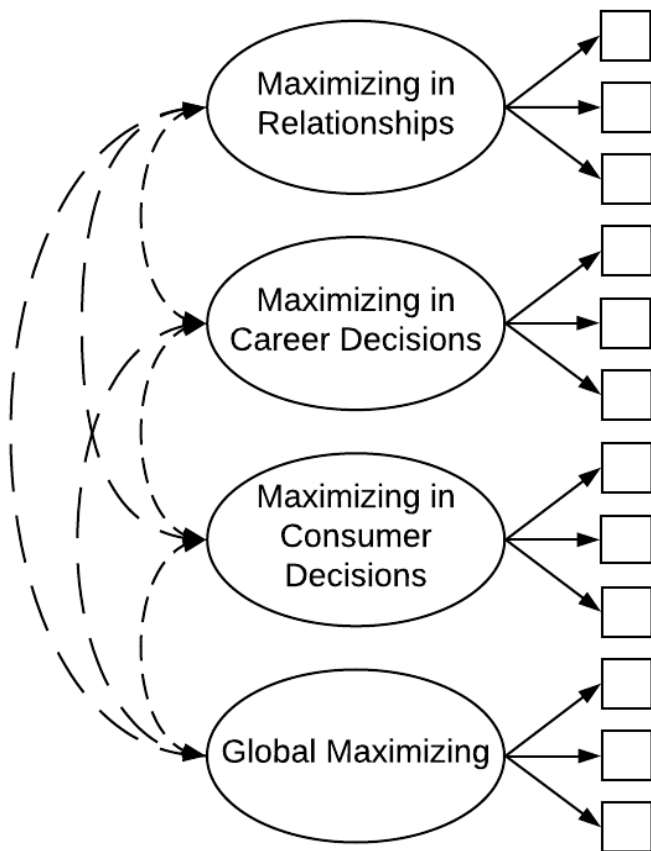 Maximizing in
Relationships
Maximizing in
Career Decisions
Maximizing in
Consumer
Decisions
Global Maximizing